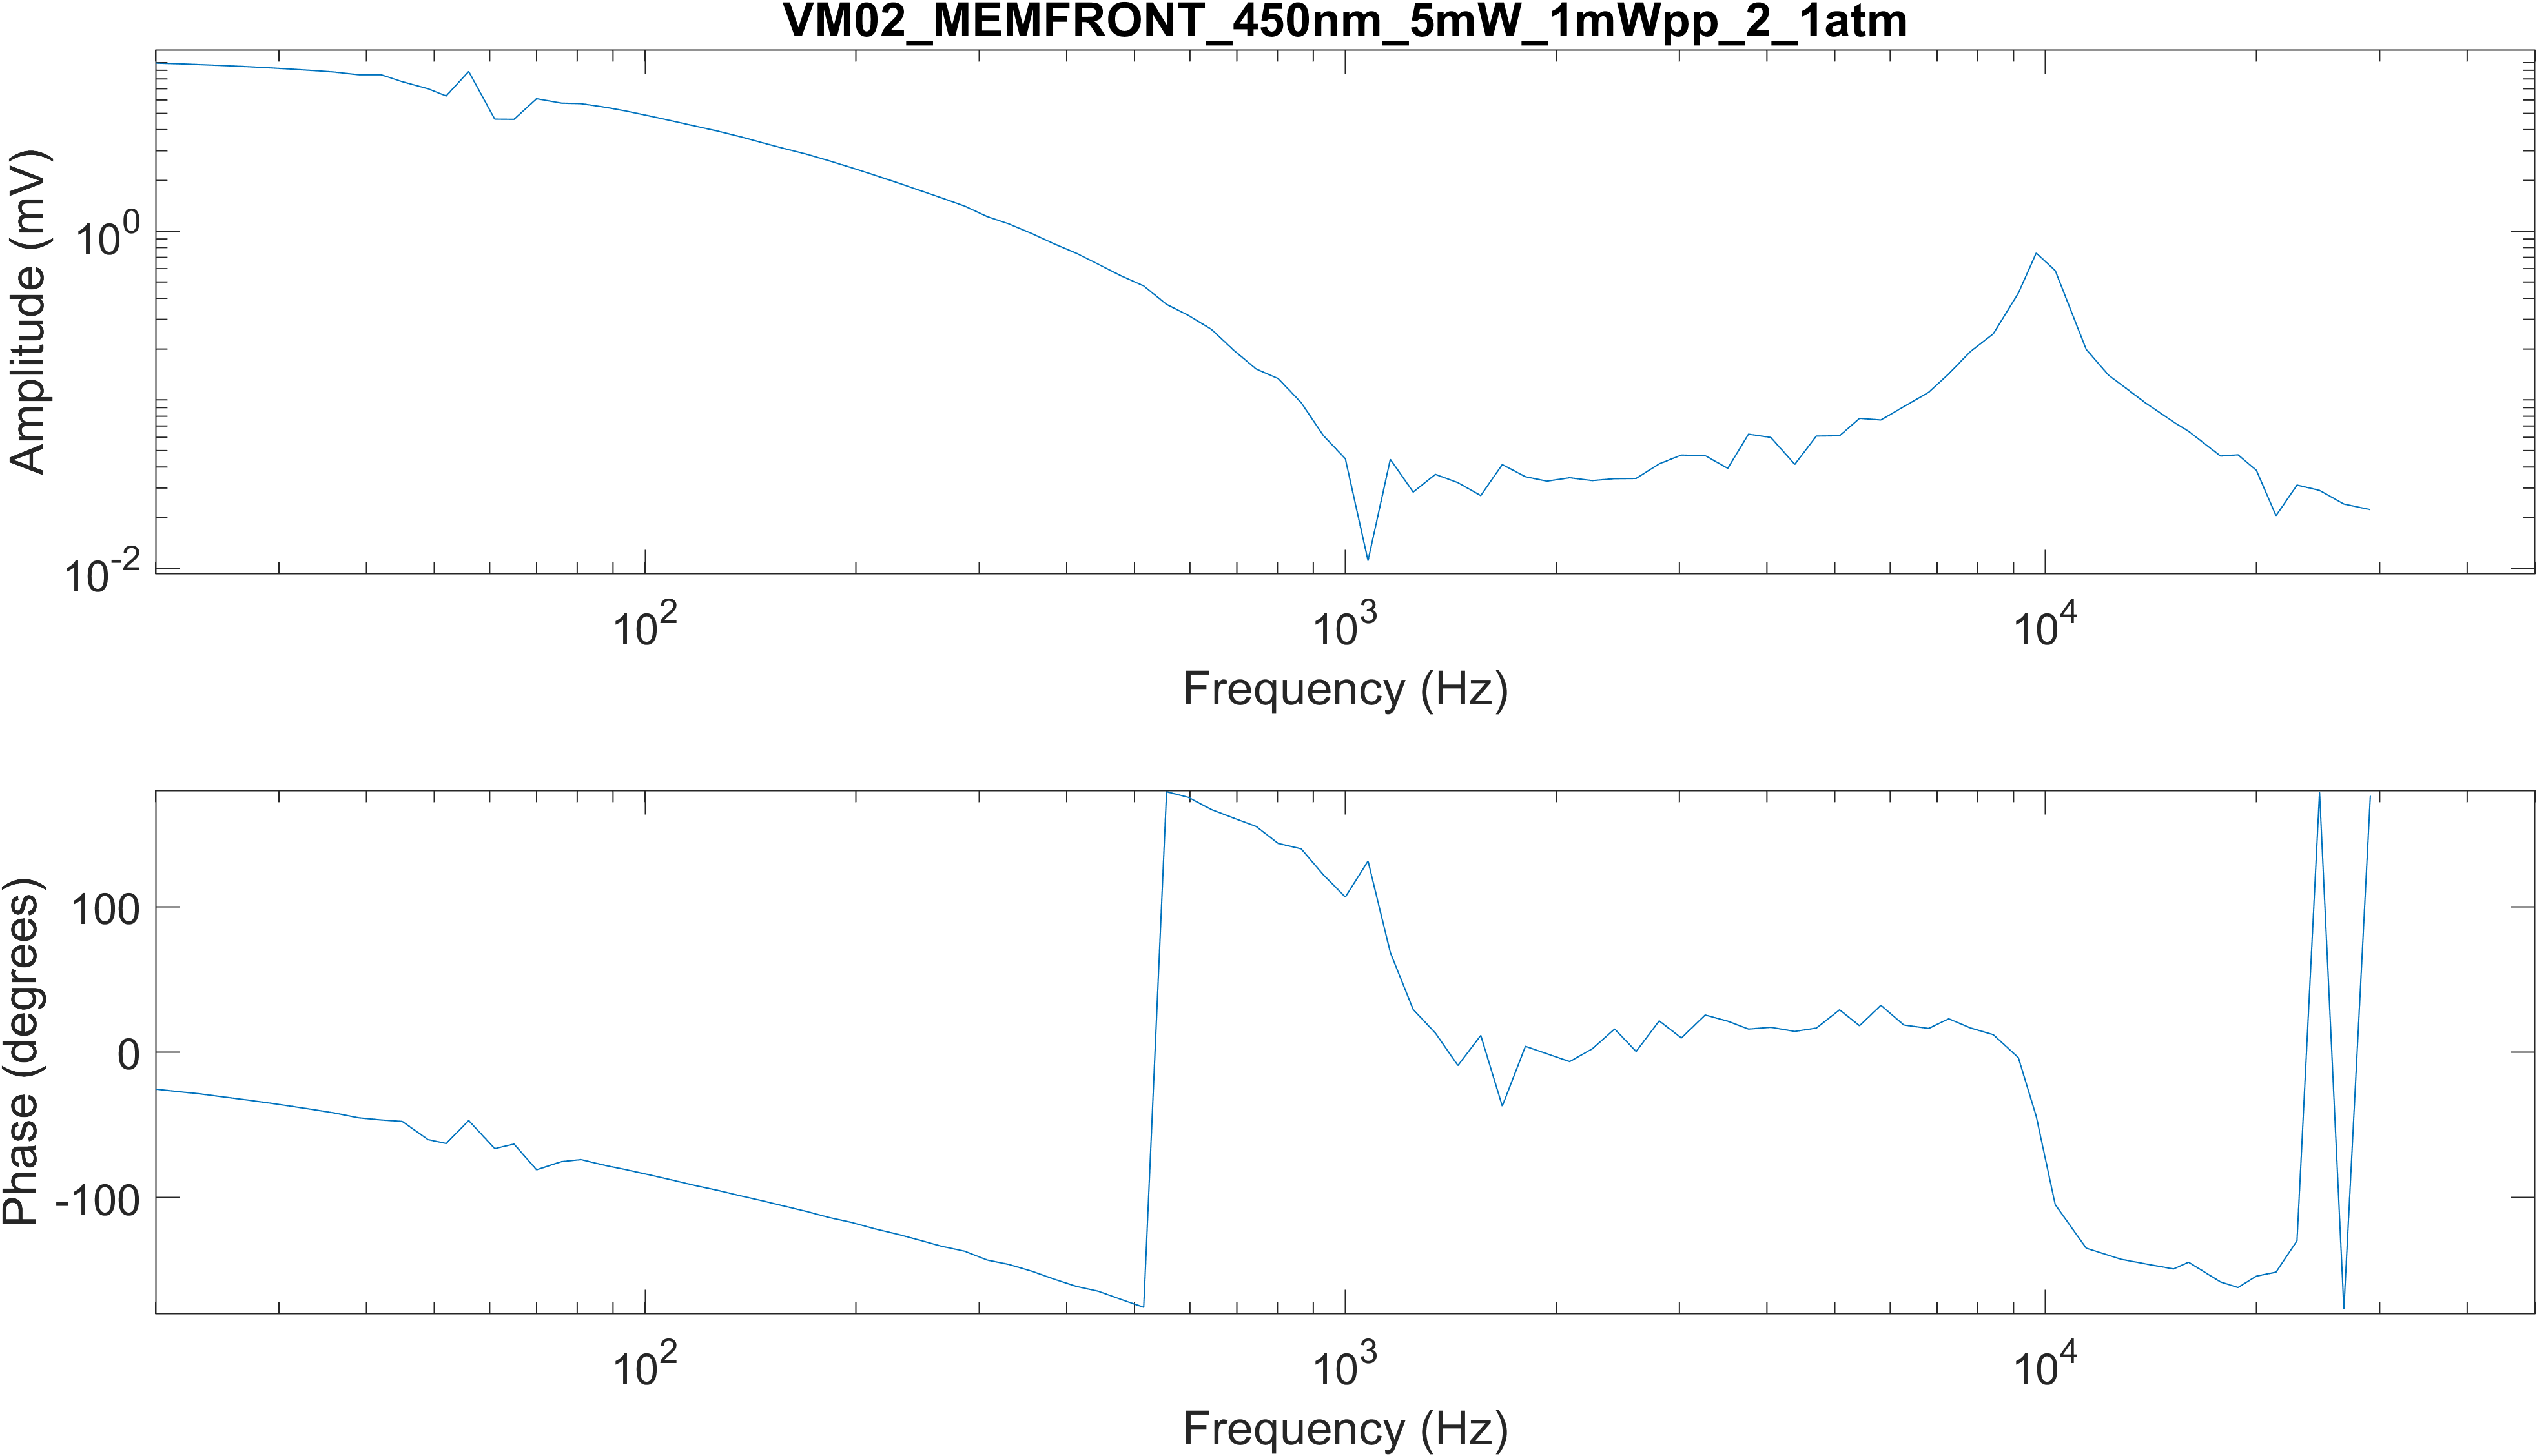 VM02_MEMFRONT_450nm_5mW_1mWpp_2_1atm
Amplitude (mV)
10^0
10^-2
10^2
10^3
10^4
Frequency (Hz)
Phase (degrees)
100
0
-100
10^2
10^3
10^4
Frequency (Hz)